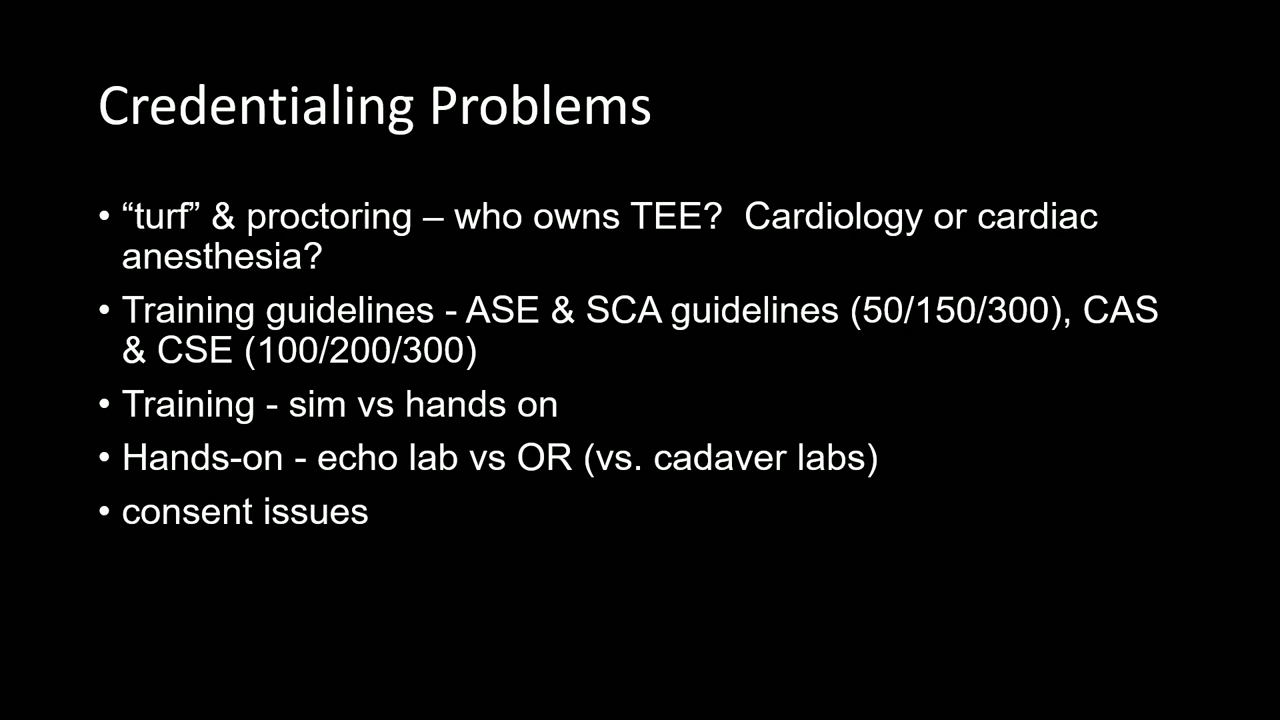 Credentialing Problems
• “turf” & proctoring – who owns TEE?  Cardiology or cardiac
anesthesia?
• Training guidelines - ASE & SCA guidelines (50/150/300), CAS
& CSE (100/200/300)
• Training - sim vs hands on
• Hands-on - echo lab vs OR (vs. cadaver labs)
• consent issues